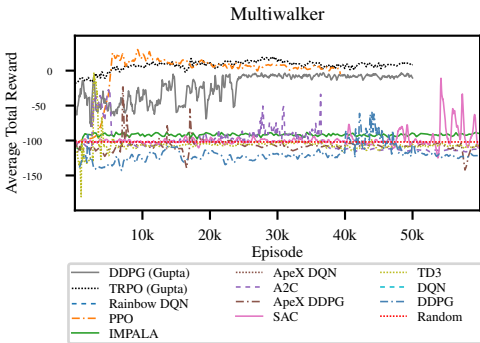 Multiwalker
Average Total Reward
0
-50
-100
-150
10k 20k 30k 40k 50k
Episode
DDPG (Gupta) ApeX DQN TD3
TRPO (Gupta) A2C DQN
Rainbow DQN ApeX DDPG DDPG
PPO SAC Random
IMPALA